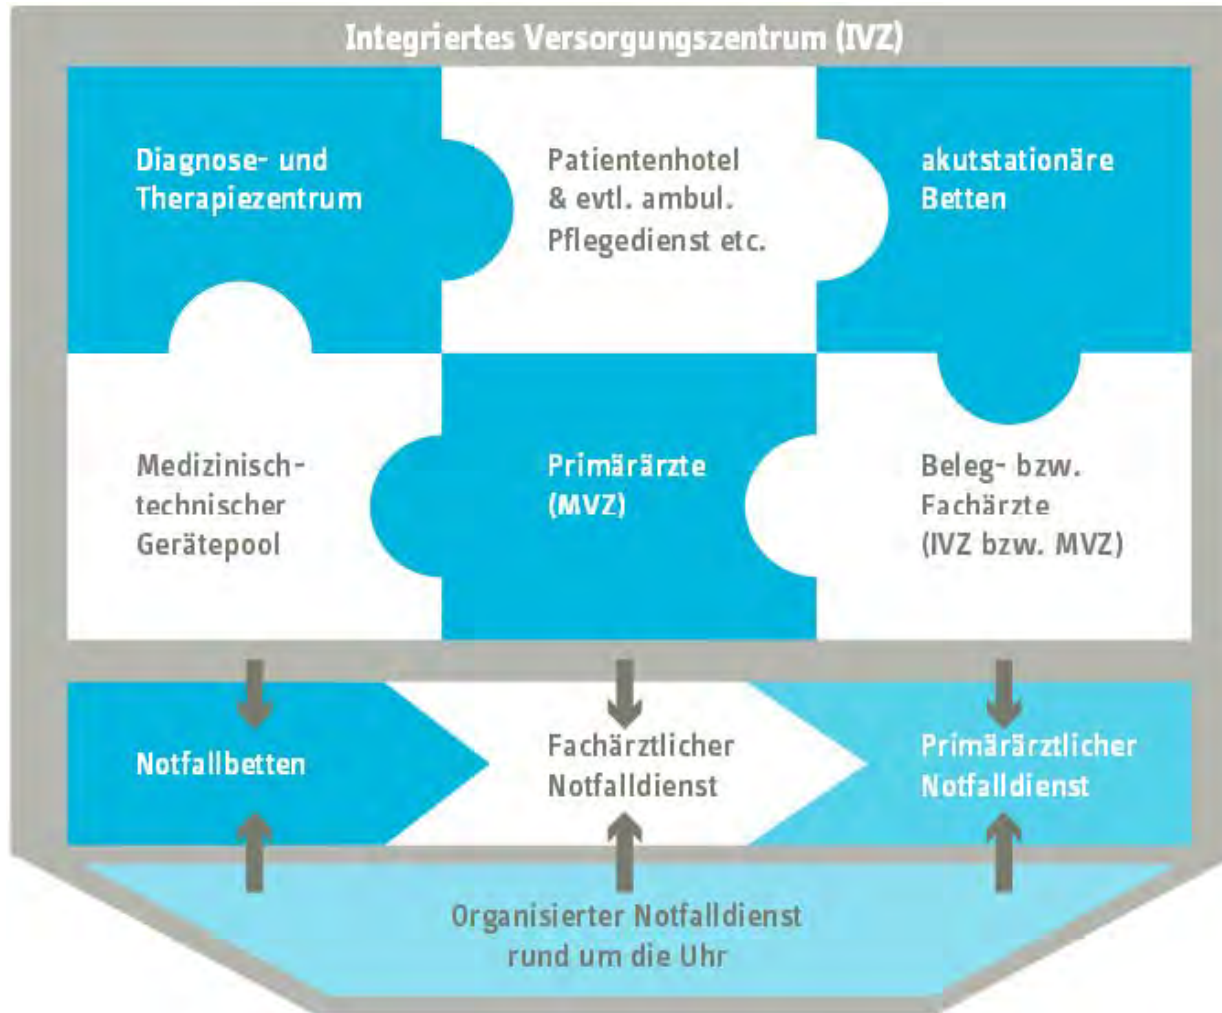 Integriertes Versorgungszentrum (IVZ)
Diagnose- und
Therapiezentrum
Patientenhotel
& evtl. ambul.
Pflegedienst etc.
akutstationäre
Betten
Medizinisch-
technischer
Gerätepool
Primärärzte
(MVZ)
Beleg- bzw.
Fachärzte
(IVZ bzw. MVZ)
Notfallbetten
Fachärztlicher
Notfalldienst
Primärärztlicher
Notfalldienst
Organisierter Notfalldienst
rund um die Uhr